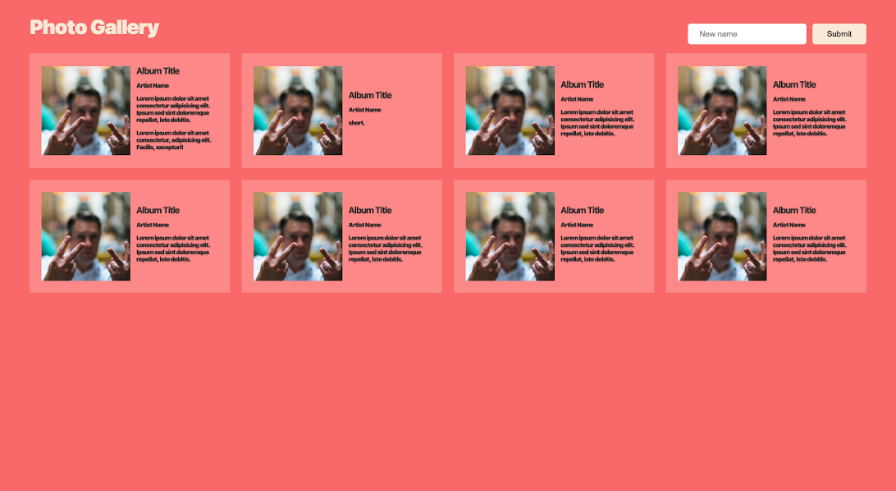 Photo Gallery
New name
Submit
Album Title
Artist Name
Lorem ipsum dolor sit amet
consectetur adipisicing elit.
Ipsum sed sint doloremque
repellat, iste debitis.
Lorem ipsum dolor sit amet
consectetur, adipisicing elit.
Facilis, excepturi!
Album Title
Artist Name
short.
Album Title
Artist Name
Lorem ipsum dolor sit amet
consectetur adipisicing elit.
Ipsum sed sint doloremque
repellat, iste debitis.
Album Title
Artist Name
Lorem ipsum dolor sit amet
consectetur adipisicing elit.
Ipsum sed sint doloremque
repellat, iste debitis.
Album Title
Artist Name
Lorem ipsum dolor sit amet
consectetur adipisicing elit.
Ipsum sed sint doloremque
repellat, iste debitis.
Album Title
Artist Name
Lorem ipsum dolor sit amet
consectetur adipisicing elit.
Ipsum sed sint doloremque
repellat, iste debitis.
Album Title
Artist Name
Lorem ipsum dolor sit amet
consectetur adipisicing elit.
Ipsum sed sint doloremque
repellat, iste debitis.
Album Title
Artist Name
Lorem ipsum dolor sit amet
consectetur adipisicing elit.
Ipsum sed sint doloremque
repellat, iste debitis.